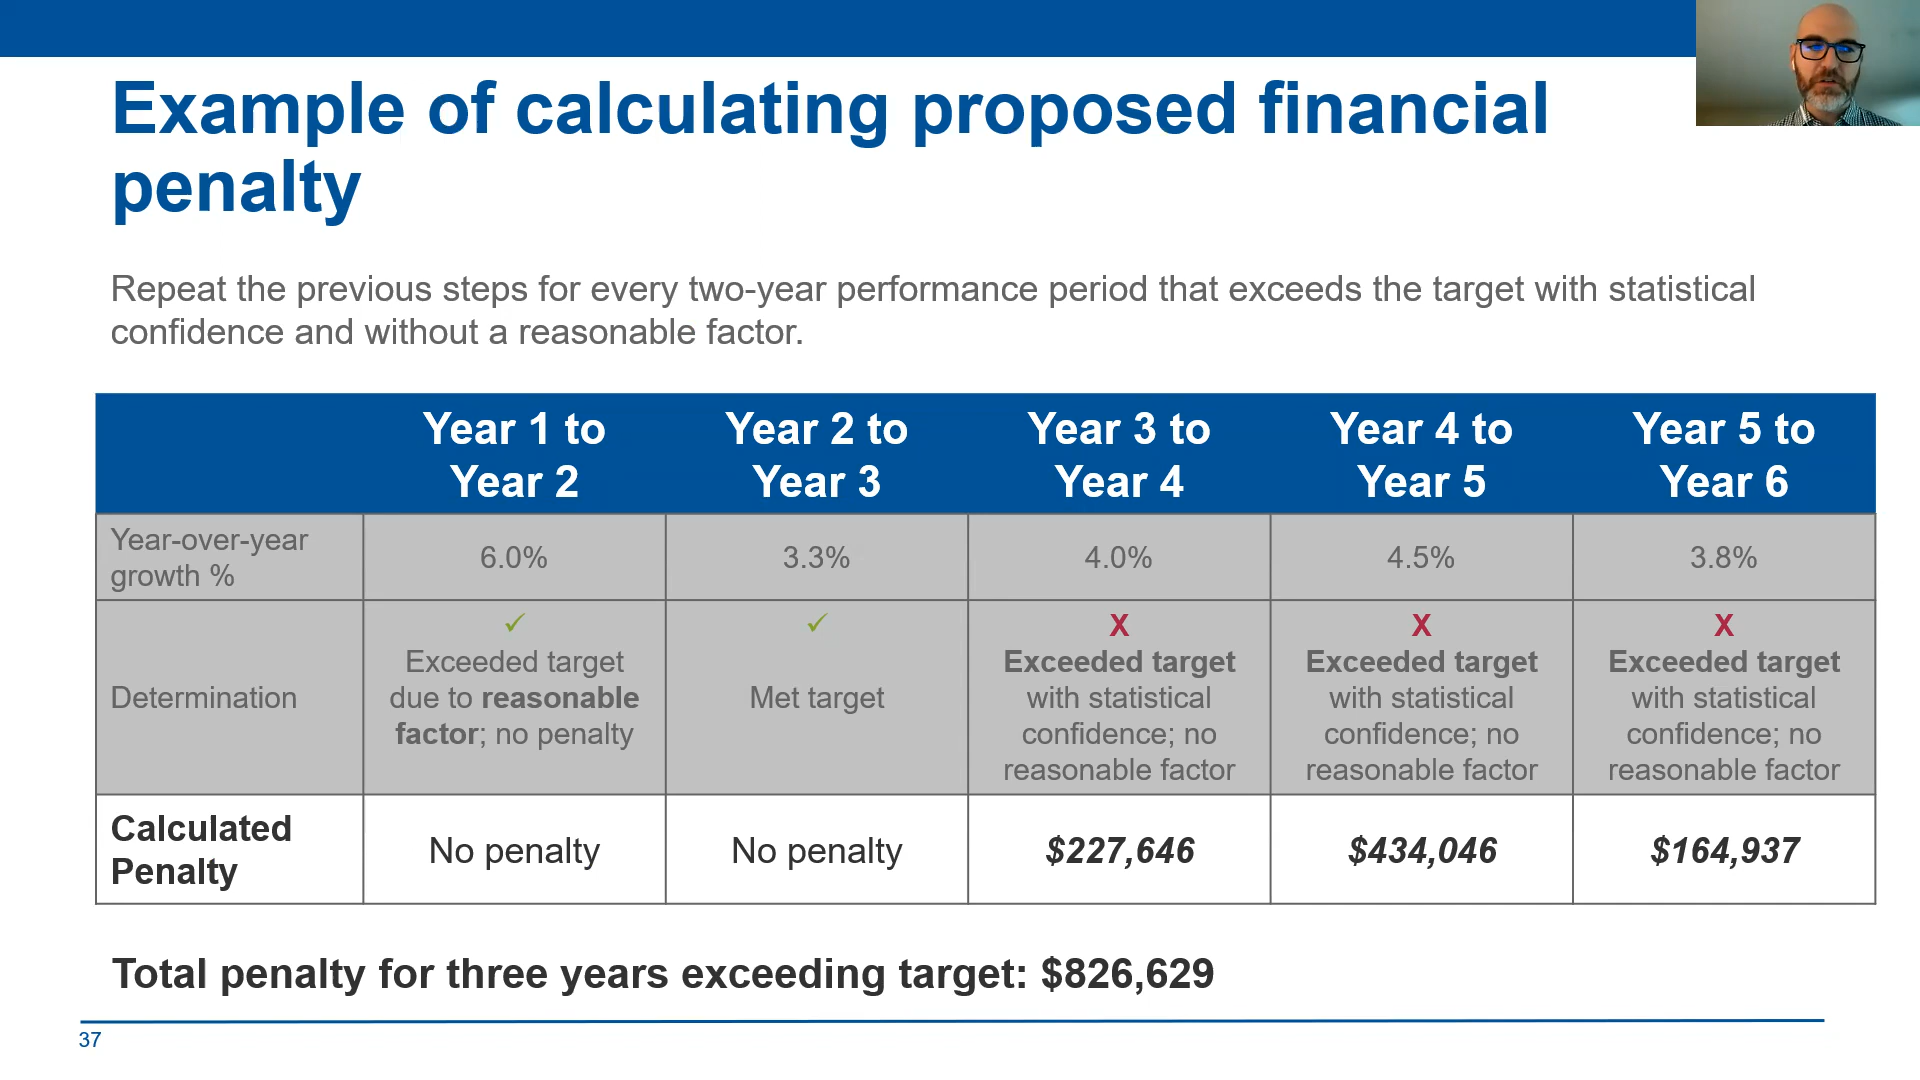 Example of calculating proposed financial
penalty
Repeat the previous steps for every two-year performance period that exceeds the target with statistical
confidence and without a reasonable factor.
Year 1 to
Year 2
Year 2 to
Year 3
Year 3 to
Year 4
Year 4 to
Year 5
Year 5 to
Year 6
Year-over-year
growth %
6.0%
3.3%
4.0%
4.5%
3.8%
Determination
✓
Exceeded target
due to reasonable
factor; no penalty
✓
Met target
X
Exceeded target
with statistical
confidence; no
reasonable factor
X
Exceeded target
with statistical
confidence; no
reasonable factor
X
Exceeded target
with statistical
confidence; no
reasonable factor
Calculated
Penalty
No penalty
No penalty
$227,646
$434,046
$164,937
Total penalty for three years exceeding target: $826,629
37